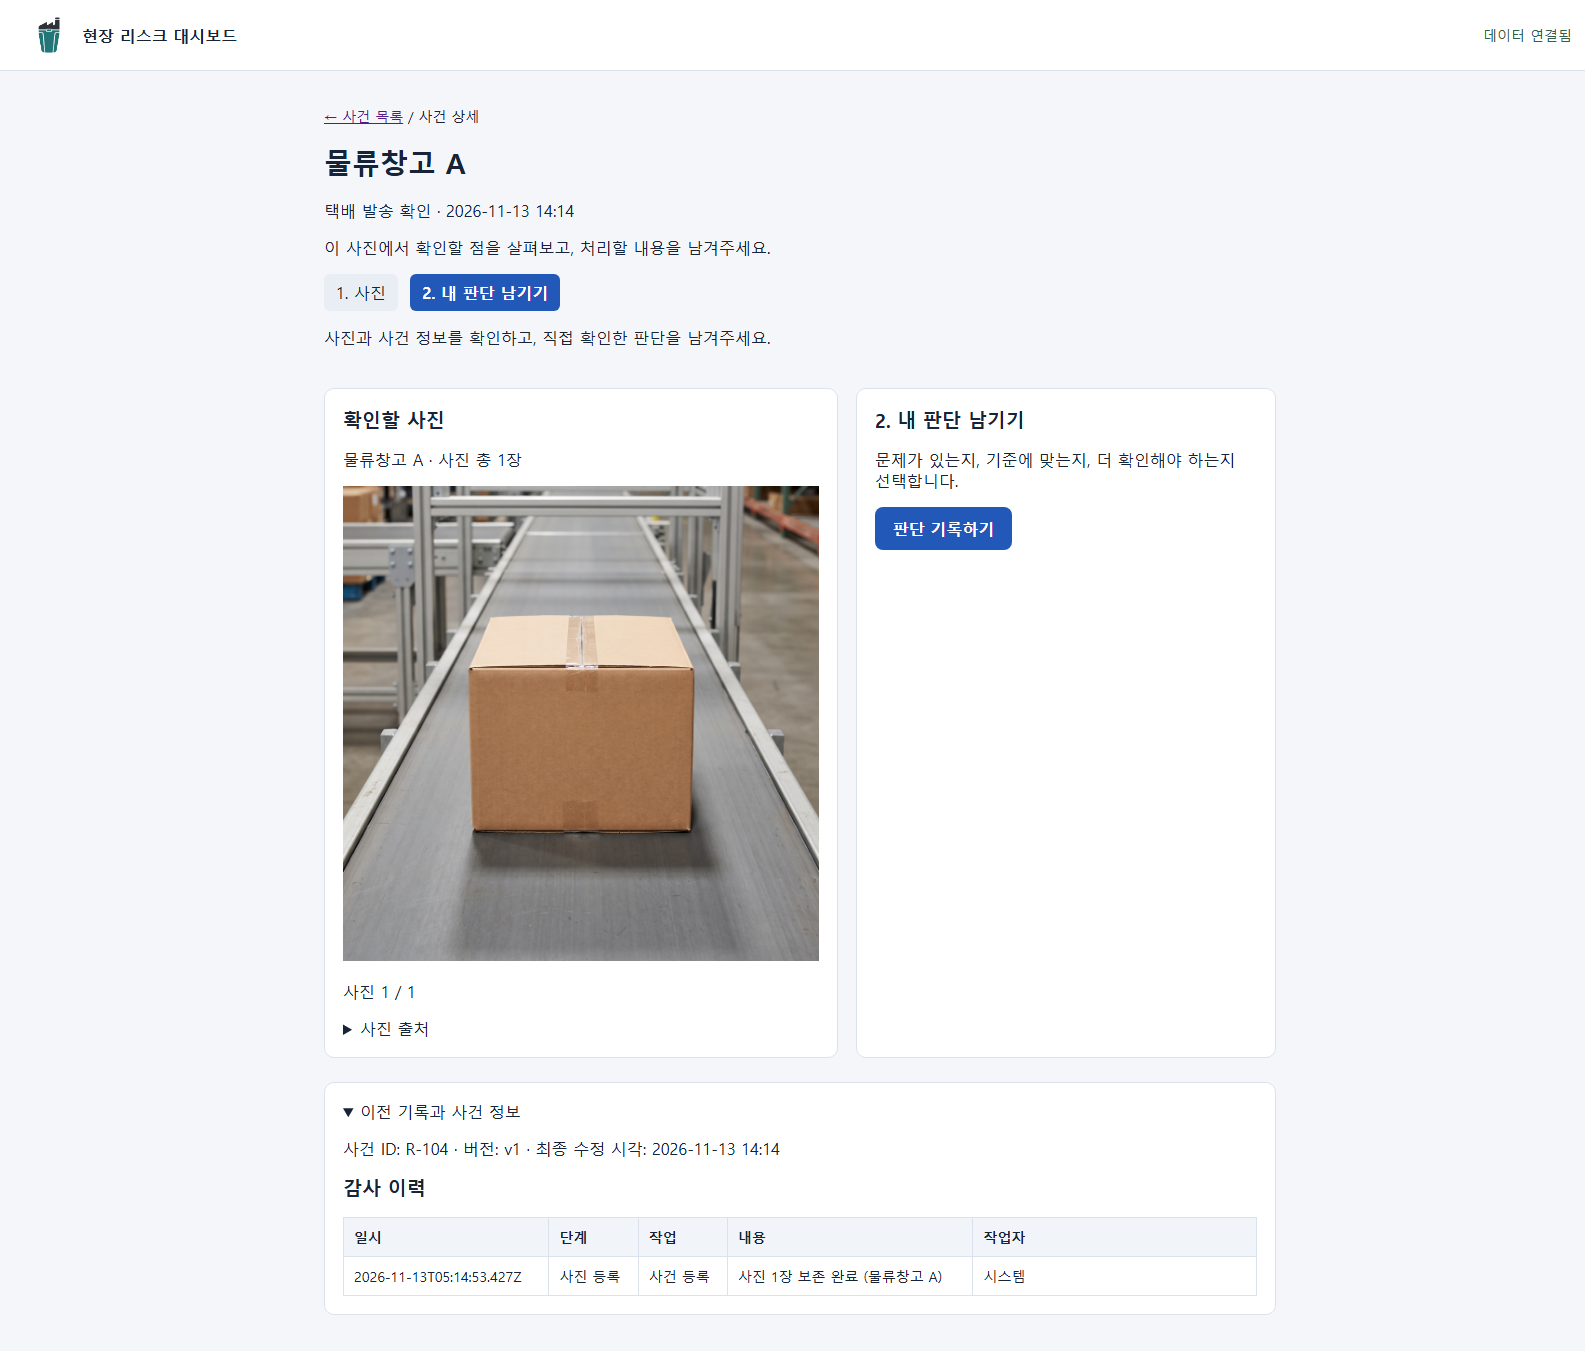 현장 리스크 대시보드
데이터 연결됨
← 사건 목록 / 사건 상세
물류창고 A
택배 발송 확인 · 2026-11-13 14:14
이 사진에서 확인할 점을 살펴보고, 처리할 내용을 남겨주세요.
1. 사진
2. 내 판단 남기기
사진과 사건 정보를 확인하고, 직접 확인한 판단을 남겨주세요.
확인할 사진
물류창고 A · 사진 총 1장
사진 1 / 1
▶ 사진 출처
2. 내 판단 남기기
문제가 있는지, 기준에 맞는지, 더 확인해야 하는지
선택합니다.
판단 기록하기
▼ 이전 기록과 사건 정보
사건 ID: R-104 · 버전: v1 · 최종 수정 시각: 2026-11-13 14:14
감사 이력
일시 단계 작업 내용 작업자
2026-11-13T05:14:53.427Z 사진 등록 사건 등록 사진 1장 보존 완료 (물류창고 A) 시스템